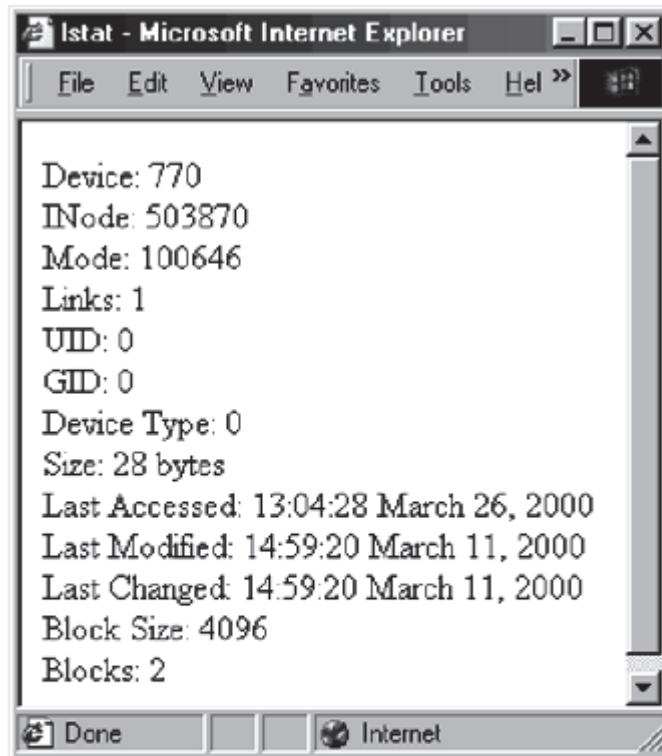 lstat - Microsoft Internet Explorer
File Edit View Favorites Tools Hel »
Device: 770
INode: 503870
Mode: 100646
Links: 1
UID: 0
GID: 0
Device Type: 0
Size: 28 bytes
Last Accessed: 13:04:28 March 26, 2000
Last Modified: 14:59:20 March 11, 2000
Last Changed: 14:59:20 March 11, 2000
Block Size: 4096
Blocks: 2
Done Internet